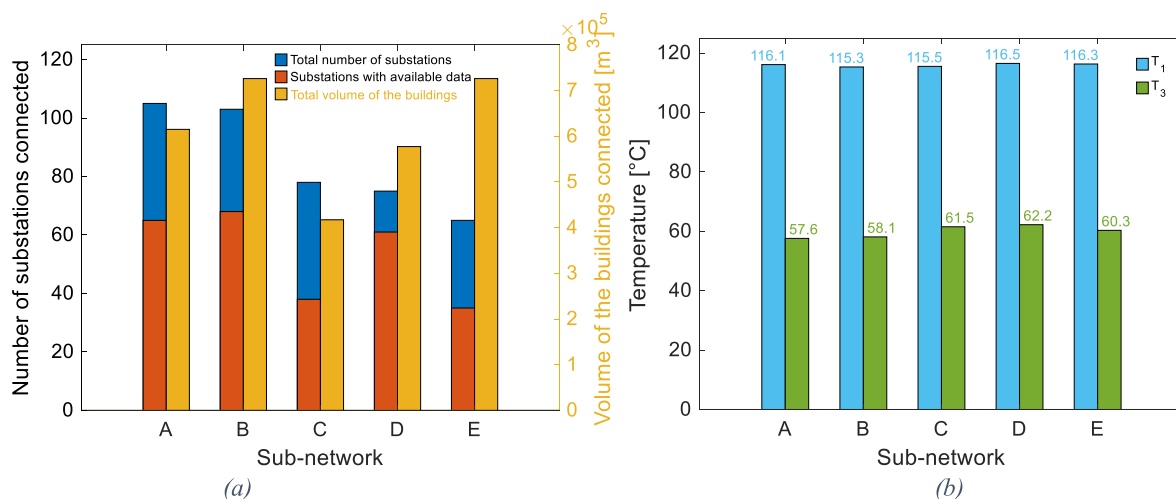 ×10⁵
Total number of substations
Substations with available data
Total volume of the buildings
Number of substations connected
0
20
40
60
80
100
120
Volume of the buildings connected [m³]
0
1
2
3
4
5
6
7
8
A B C D E
Sub-network
(a)
T₁
T₃
Temperature [°C]
0
20
40
60
80
100
120
116.1 115.3 115.5 116.5 116.3
57.6 58.1 61.5 62.2 60.3
A B C D E
Sub-network
(b)